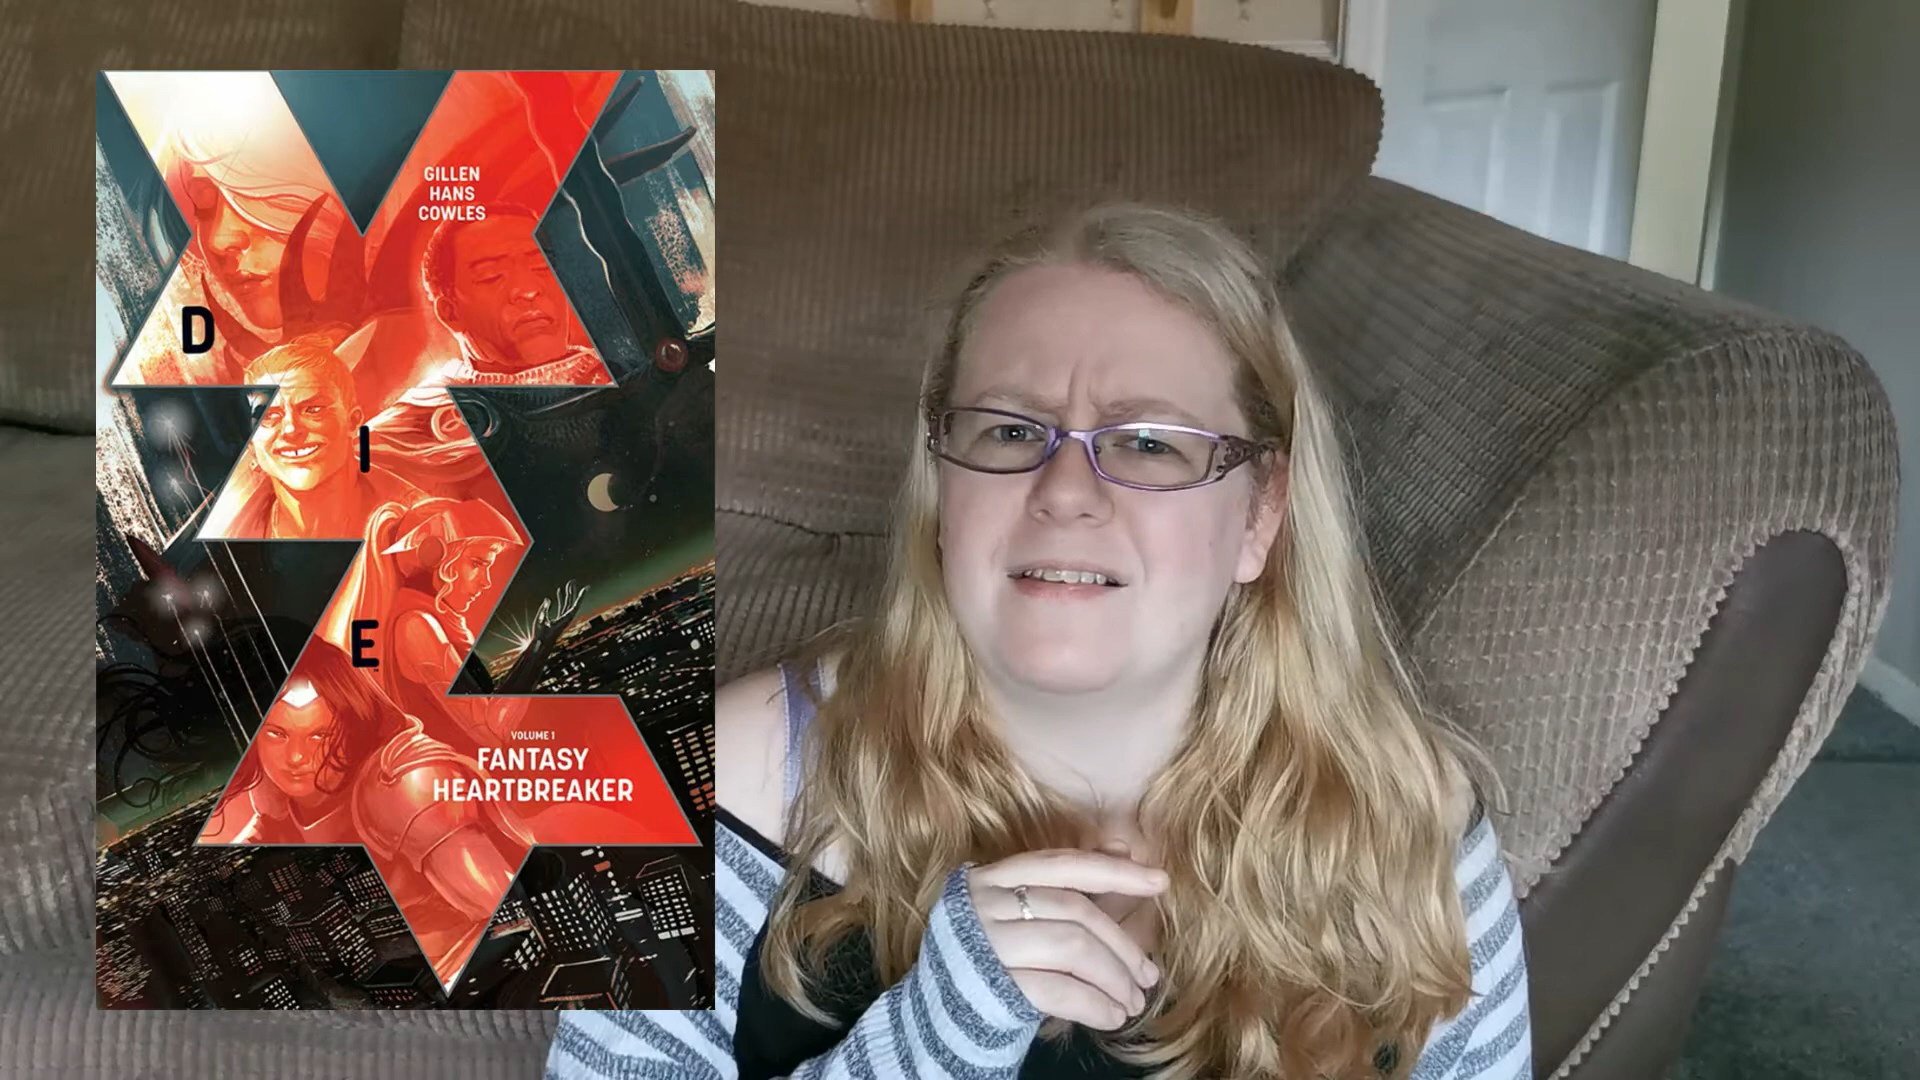 GILLEN
HANS
COWLES
D
I
E
VOLUME 1
FANTASY
HEARTBREAKER